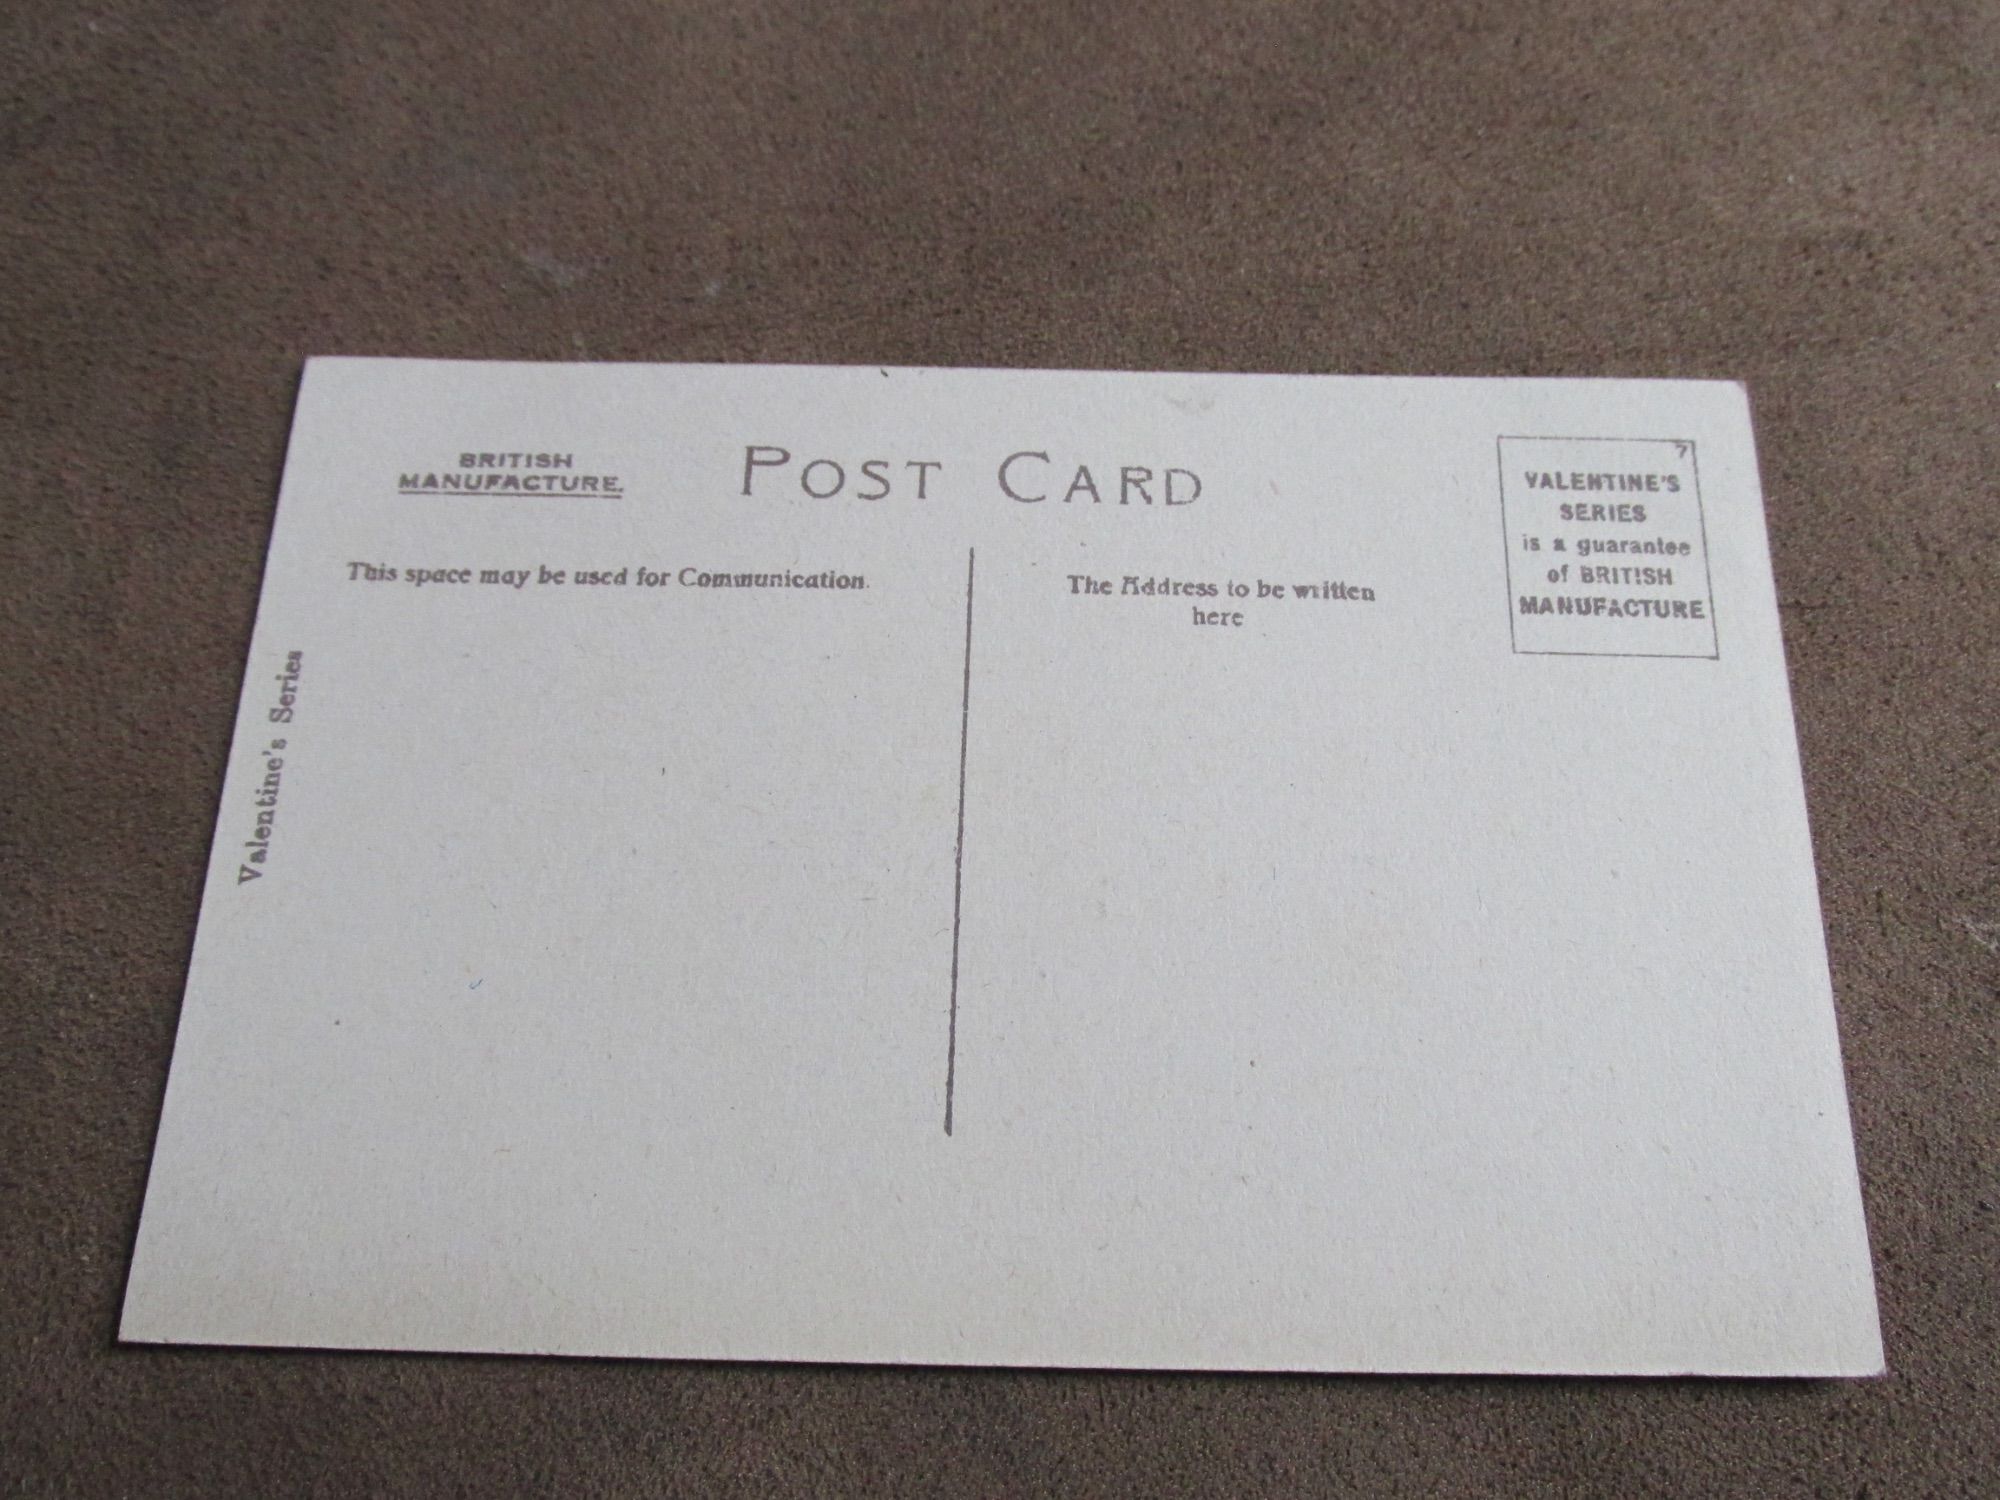 BRITISH
MANUFACTURE.
POST CARD
7
VALENTINE'S
SERIES
is a guarantee
of BRITISH
MANUFACTURE
This space may be used for Communication.
The Address to be written
here
Valentine's Series